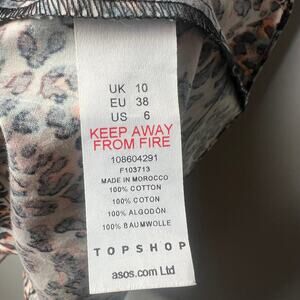 UK 10
EU 38
US 6
KEEP AWAY
FROM FIRE
108604291
F103713
MADE IN MOROCCO
100% COTTON
100% COTON
100% ALGODÓN
100% BAUMWOLLE
TOPSHOP
asos.com Ltd